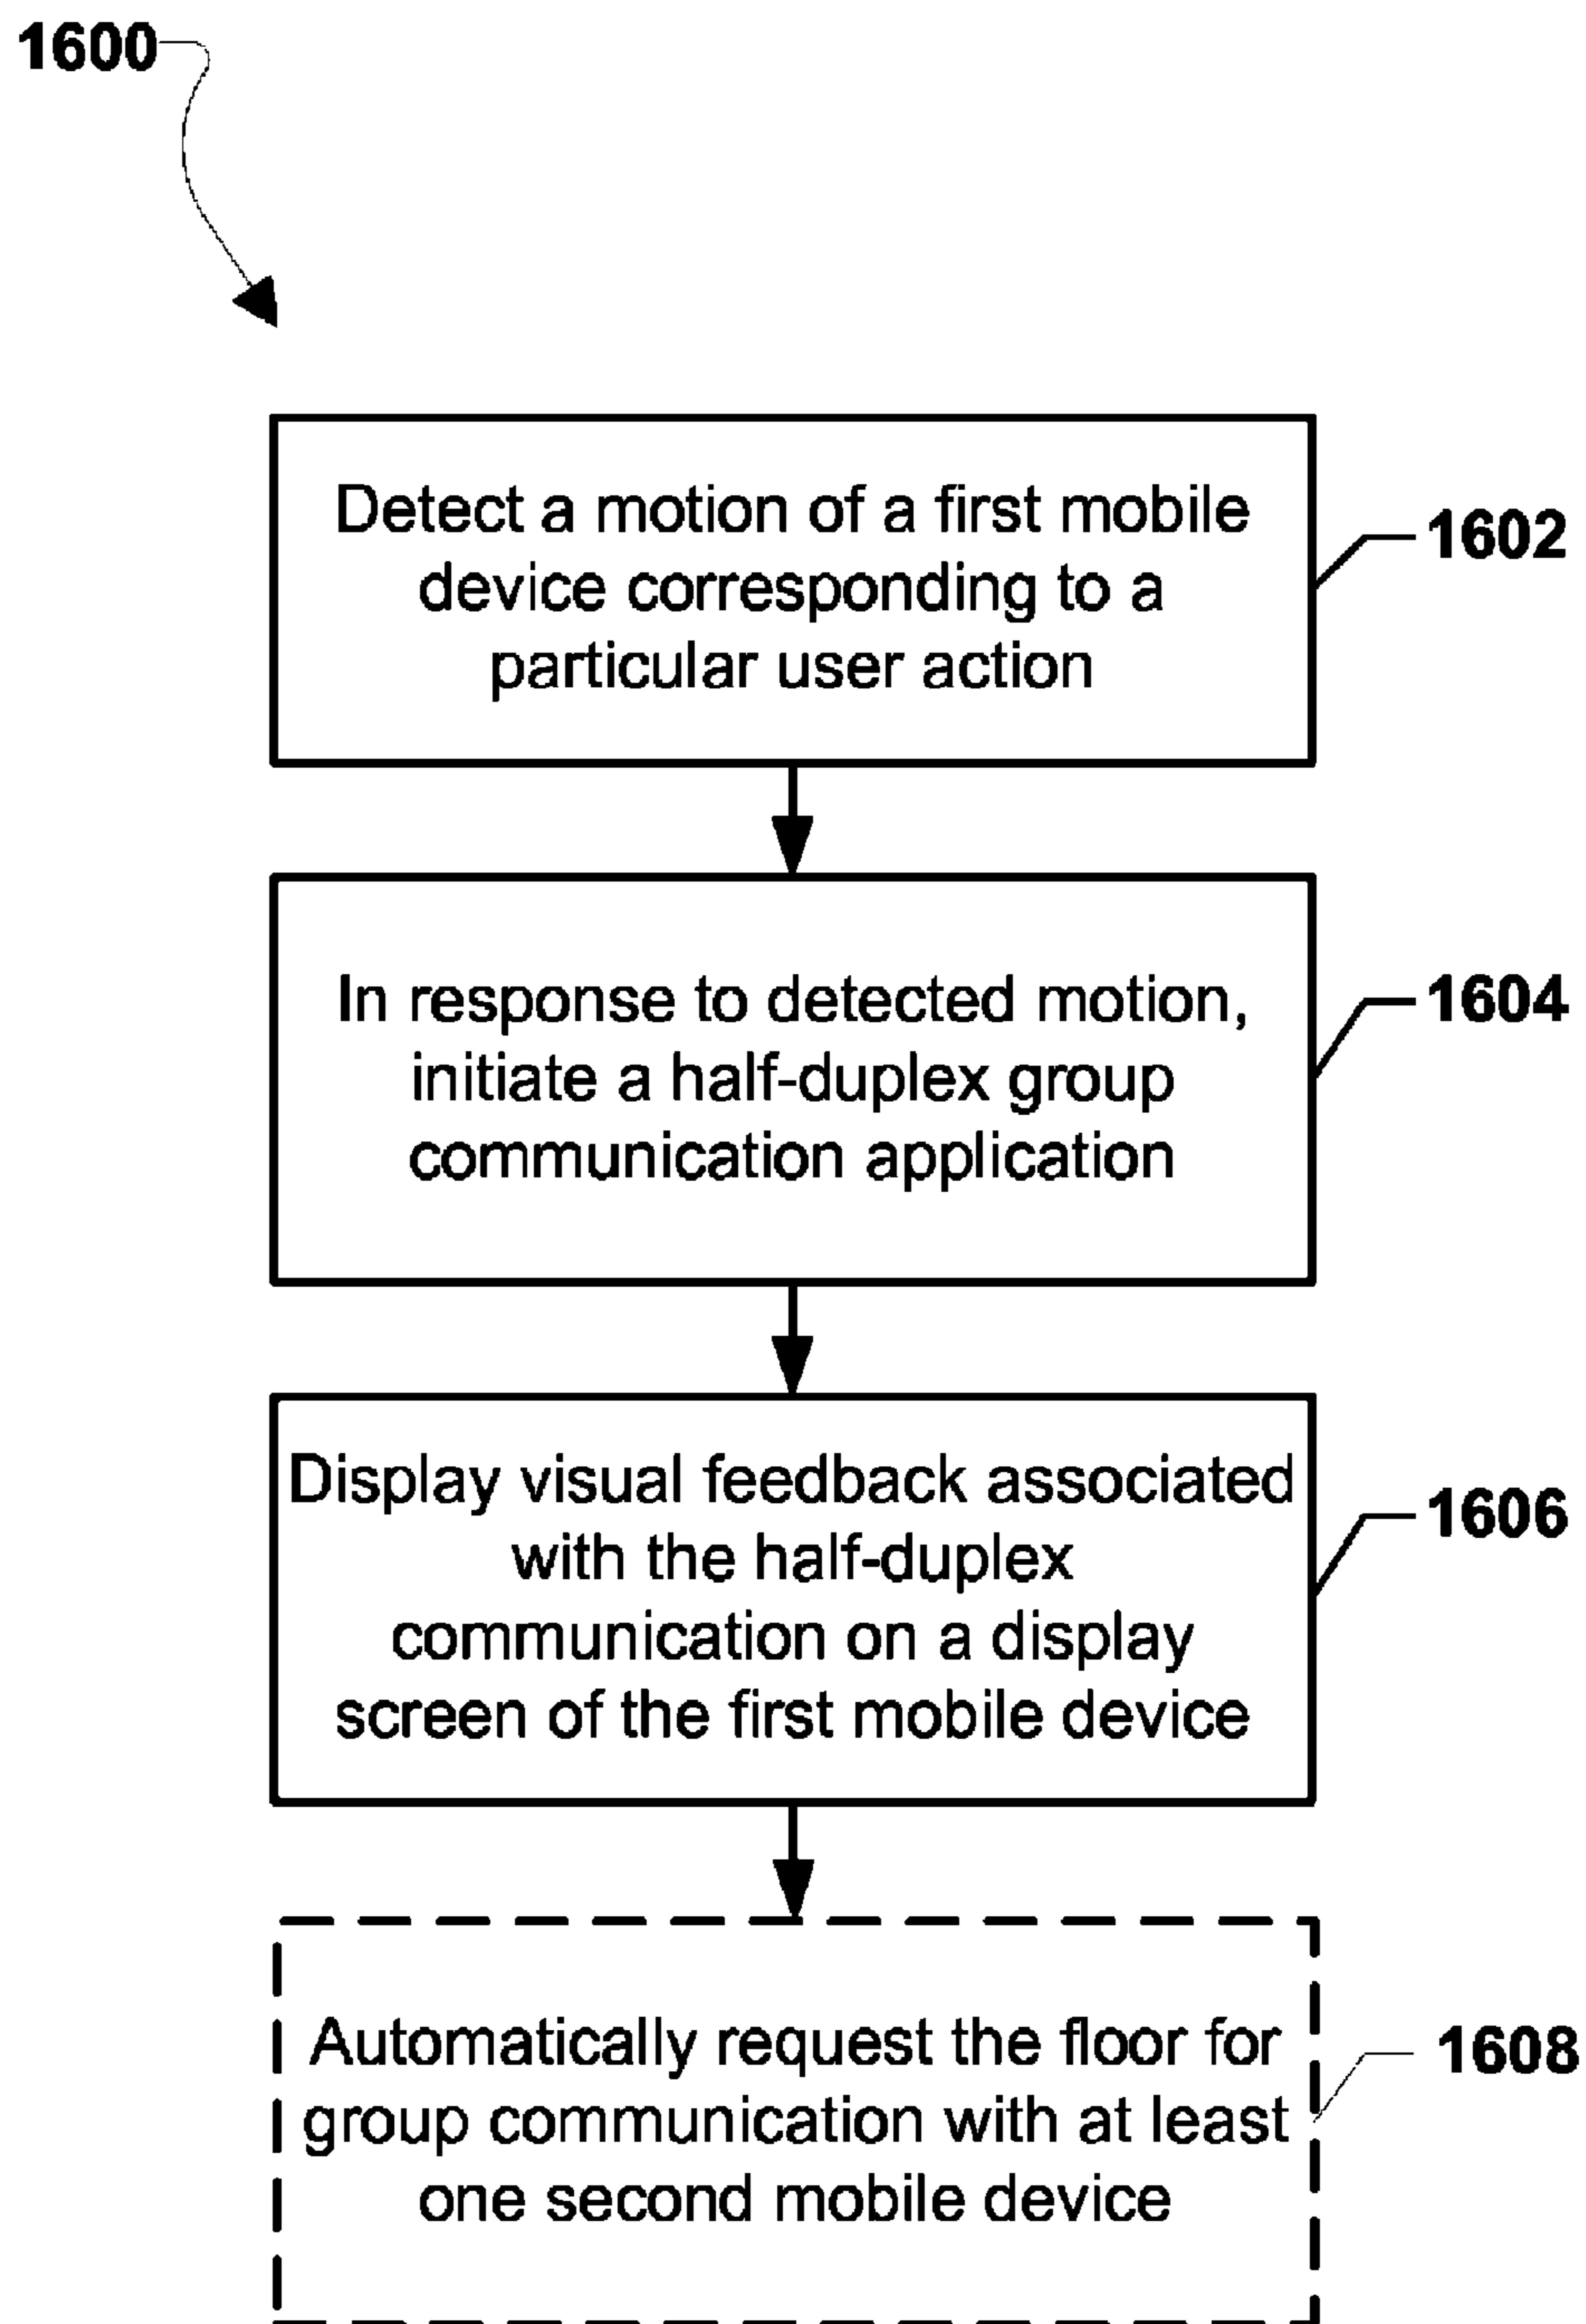 1600
Detect a motion of a first mobile
device corresponding to a
particular user action
1602
In response to detected motion,
initiate a half-duplex group
communication application
1604
Display visual feedback associated
with the half-duplex
communication on a display
screen of the first mobile device
1606
Automatically request the floor for
group communication with at least
one second mobile device
1608